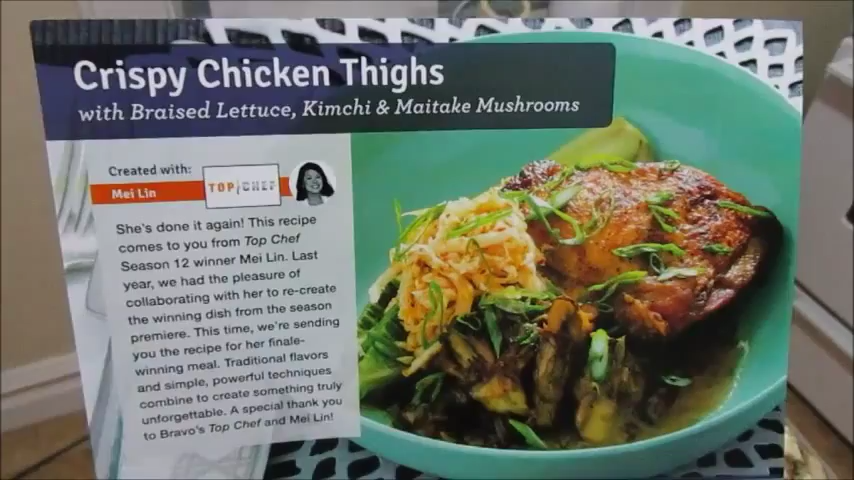 Crispy Chicken Thighs
with Braised Lettuce, Kimchi & Maitake Mushrooms
Created with:
Mei Lin
TOP CHEF
She's done it again! This recipe
comes to you from Top Chef
Season 12 winner Mei Lin. Last
year, we had the pleasure of
collaborating with her to re-create
the winning dish from the season
premiere. This time, we're sending
you the recipe for her finale-
winning meal. Traditional flavors
and simple, powerful techniques
combine to create something truly
unforgettable. A special thank you
to Bravo's Top Chef and Mei Lin!